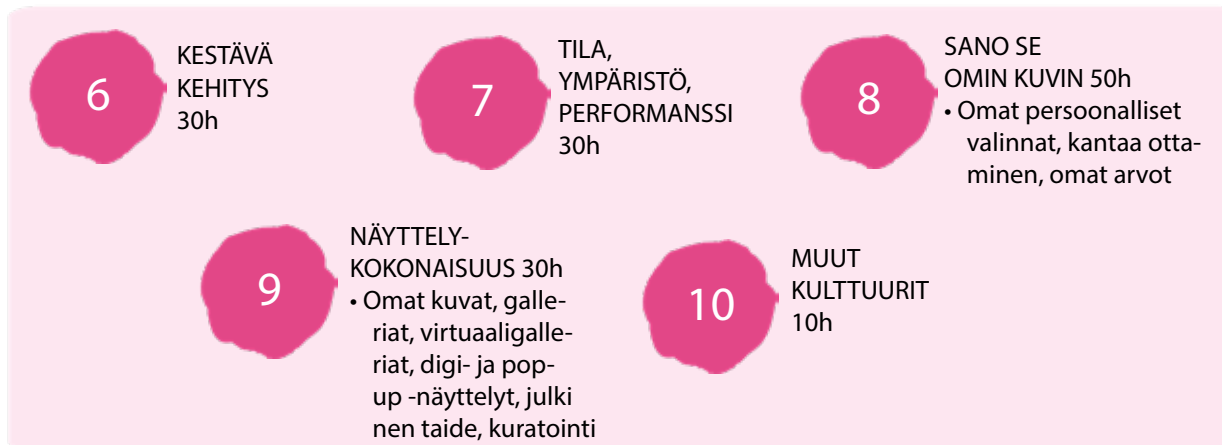 6
KESTÄVÄ
KEHITYS
30h
7
TILA,
YMPÄRISTÖ,
PERFORMANSSI
30h
8
SANO SE
OMIN KUVIN 50h
• Omat persoonalliset
valinnat, kantaa otta-
minen, omat arvot
9
NÄYTTELY-
KOKONAISUUS 30h
• Omat kuvat, galle-
riat, virtuaaligalle-
riat, digi- ja pop-
up -näyttelyt, julki
nen taide, kuratointi
10
MUUT
KULTTUURIT
10h